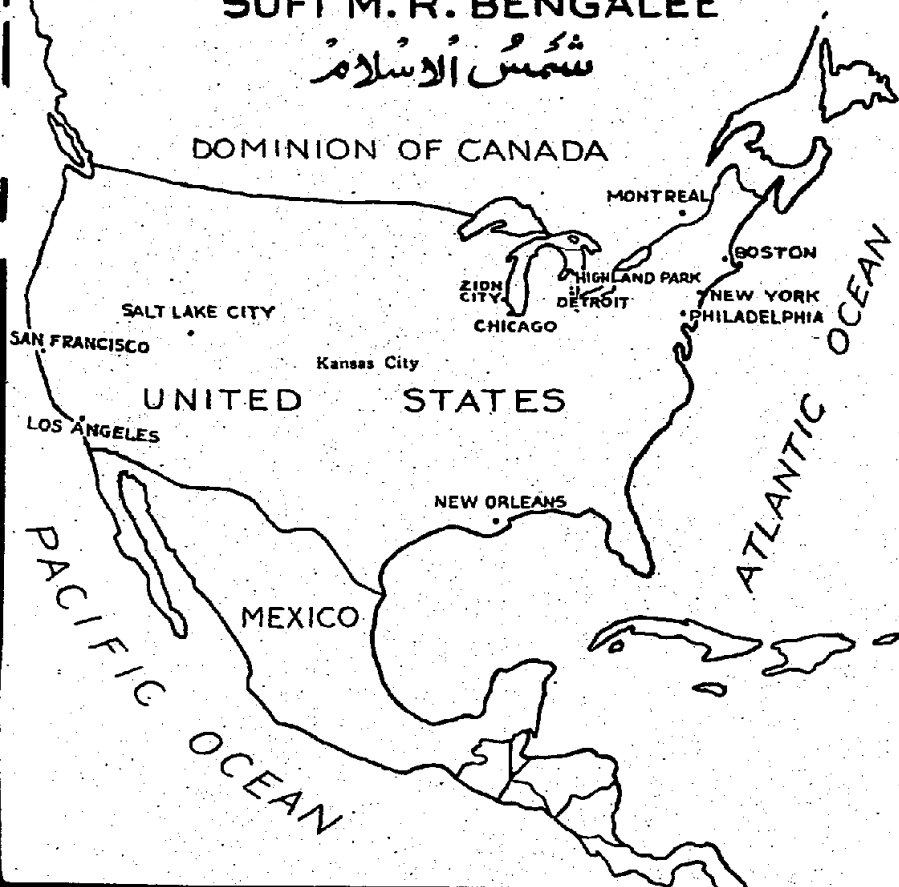 SUFI M. R. BENGALEE
شَمسُ الاسلام
DOMINION OF CANADA
MONTREAL
BOSTON
HIGHLAND PARK
ZION
CITY
DETROIT
NEW YORK
SALT LAKE CITY
PHILADELPHIA
CHICAGO
SAN FRANCISCO
Kansas City
UNITED STATES
LOS ANGELES
NEW ORLEANS
ATLANTIC OCEAN
MEXICO
PACIFIC OCEAN